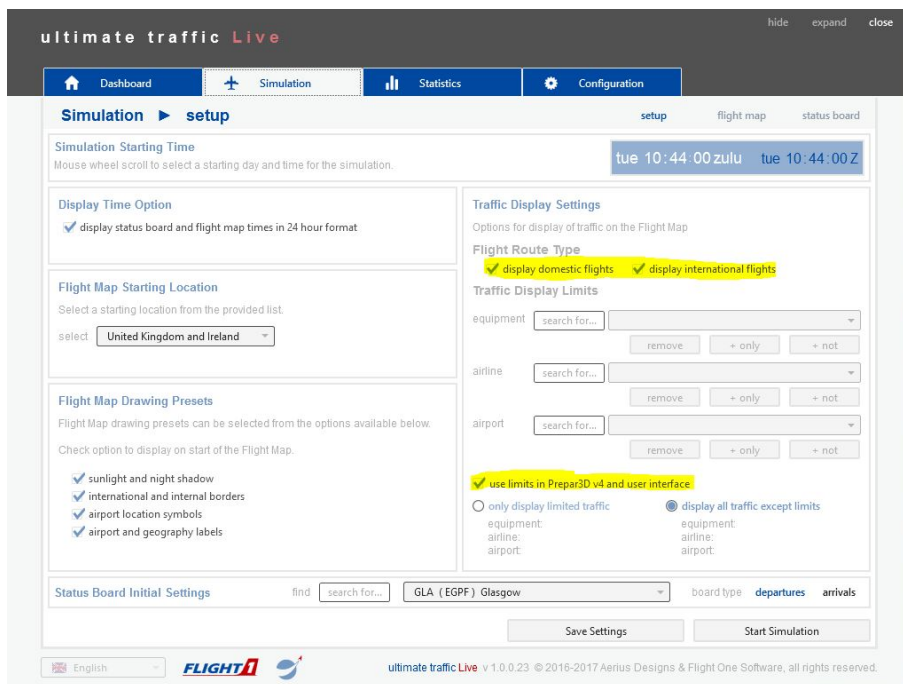 hide expand close
ultimate traffic Live
Dashboard Simulation Statistics Configuration
Simulation ► setup
setup flight map status board
Simulation Starting Time
Mouse wheel scroll to select a starting day and time for the simulation.
tue 10:44:00 zulu tue 10:44:00 Z
Display Time Option
display status board and flight map times in 24 hour format
Flight Map Starting Location
Select a starting location from the provided list.
select United Kingdom and Ireland
Flight Map Drawing Presets
Flight Map drawing presets can be selected from the options available below.
Check option to display on start of the Flight Map.
sunlight and night shadow
international and internal borders
airport location symbols
airport and geography labels
Traffic Display Settings
Options for display of traffic on the Flight Map
Flight Route Type
display domestic flights display international flights
Traffic Display Limits
equipment search for...
remove + only + not
airline search for...
remove + only + not
airport search for...
remove + only + not
use limits in Prepar3D v4 and user interface
only display limited traffic display all traffic except limits
equipment: equipment:
airline: airline:
airport: airport:
Status Board Initial Settings find search for... GLA (EGPF) Glasgow board type departures arrivals
Save Settings Start Simulation
English FLIGHT1 ultimate traffic Live v 1.0.0.23 © 2016-2017 Aerius Designs & Flight One Software, all rights reserved.